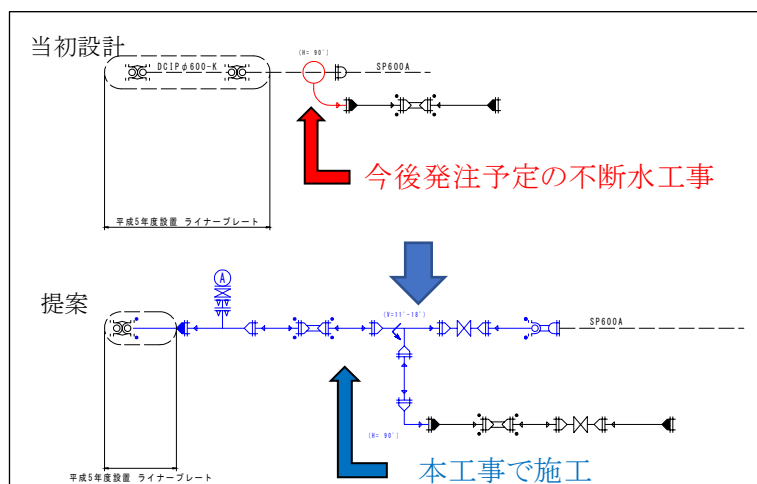 当初設計
(H= 90°)
DCIPφ600-K
SP600A
今後発注予定の不断水工事
平成5年度設置 ライナープレート
提案
A
(V=11°-18')
SP600A
(H= 90°)
本工事で施工
平成5年度設置 ライナープレート